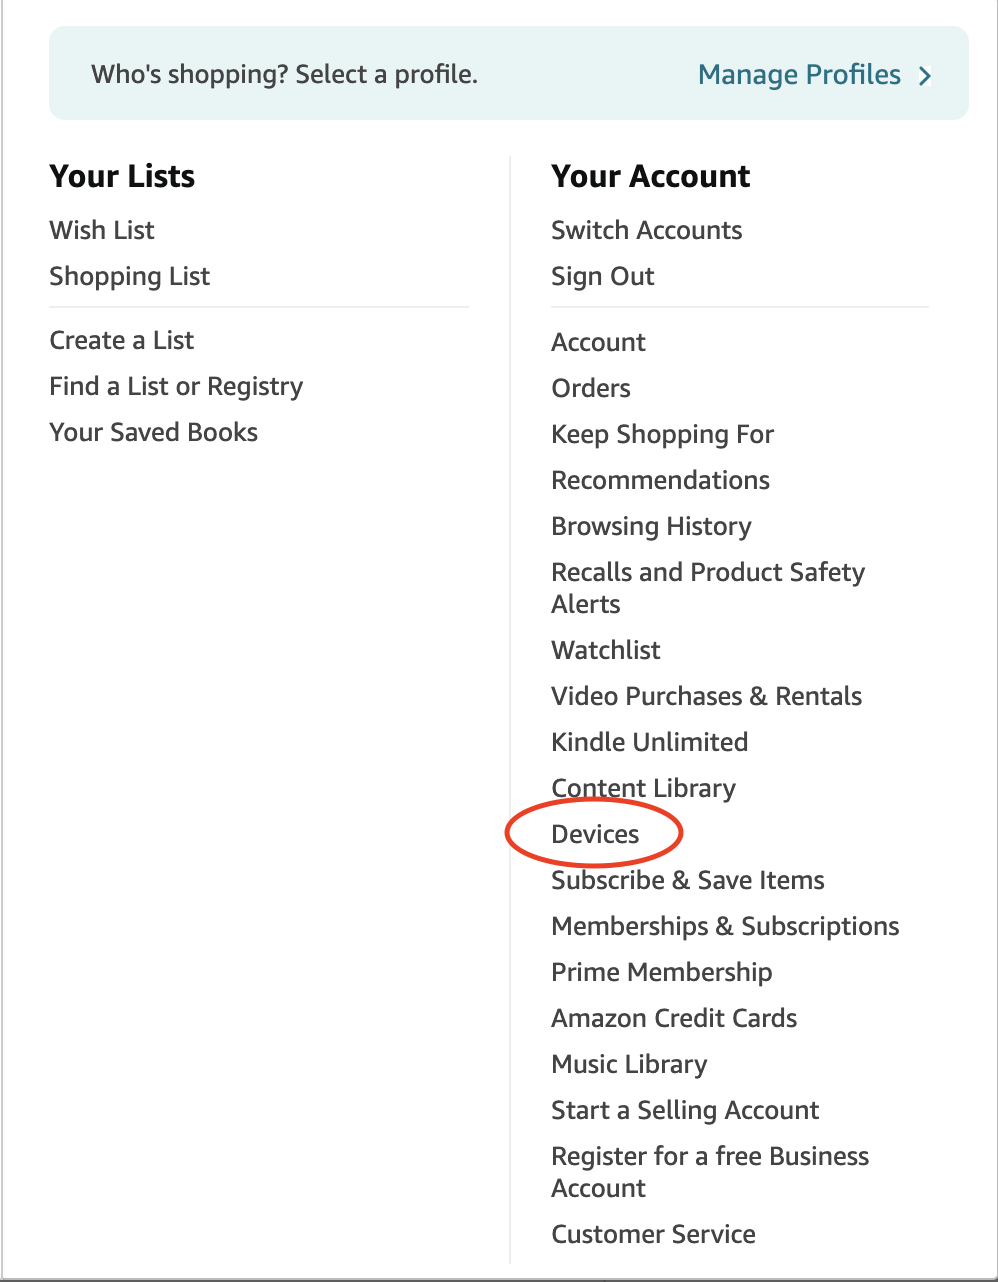 Who's shopping? Select a profile.
Manage Profiles
Your Lists
Wish List
Shopping List
Create a List
Find a List or Registry
Your Saved Books
Your Account
Switch Accounts
Sign Out
Account
Orders
Keep Shopping For
Recommendations
Browsing History
Recalls and Product Safety
Alerts
Watchlist
Video Purchases & Rentals
Kindle Unlimited
Content Library
Devices
Subscribe & Save Items
Memberships & Subscriptions
Prime Membership
Amazon Credit Cards
Music Library
Start a Selling Account
Register for a free Business
Account
Customer Service